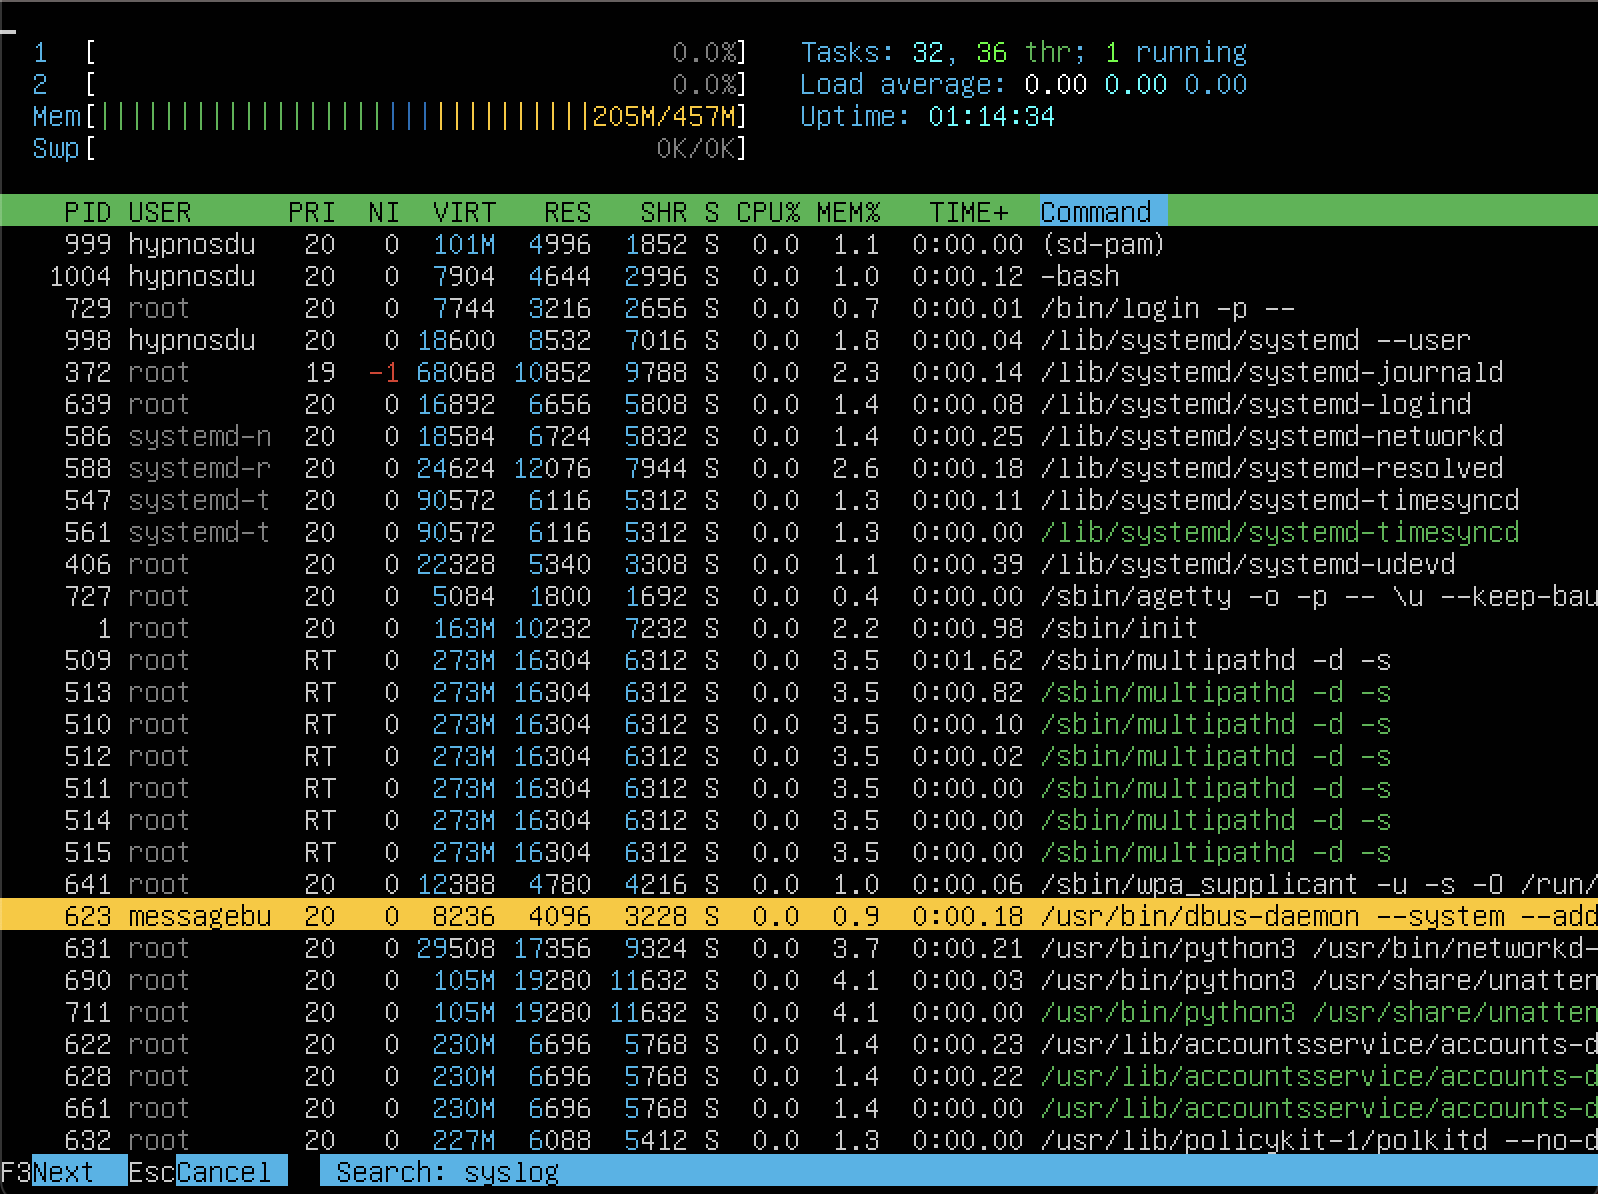 1 [ 0.0%] Tasks: 32, 36 thr; 1 running
2 [ 0.0%] Load average: 0.00 0.00 0.00
Mem[|||||||||||||||||||||||||||||||205M/457M] Uptime: 01:14:34
Swp[ 0K/0K]
PID USER PRI NI VIRT RES SHR S CPU% MEM% TIME+ Command
999 hypnosdu 20 0 101M 4996 1852 S 0.0 1.1 0:00.00 (sd-pam)
1004 hypnosdu 20 0 7904 4644 2996 S 0.0 1.0 0:00.12 -bash
729 root 20 0 7744 3216 2656 S 0.0 0.7 0:00.01 /bin/login -p --
998 hypnosdu 20 0 18600 8532 7016 S 0.0 1.8 0:00.04 /lib/systemd/systemd --user
372 root 19 -1 68068 10852 9788 S 0.0 2.3 0:00.14 /lib/systemd/systemd-journald
639 root 20 0 16892 6656 5808 S 0.0 1.4 0:00.08 /lib/systemd/systemd-logind
586 systemd-n 20 0 18584 6724 5832 S 0.0 1.4 0:00.25 /lib/systemd/systemd-networkd
588 systemd-r 20 0 24624 12076 7944 S 0.0 2.6 0:00.18 /lib/systemd/systemd-resolved
547 systemd-t 20 0 90572 6116 5312 S 0.0 1.3 0:00.11 /lib/systemd/systemd-timesyncd
561 systemd-t 20 0 90572 6116 5312 S 0.0 1.3 0:00.00 /lib/systemd/systemd-timesyncd
406 root 20 0 22328 5340 3308 S 0.0 1.1 0:00.39 /lib/systemd/systemd-udevd
727 root 20 0 5084 1800 1692 S 0.0 0.4 0:00.00 /sbin/agetty -o -p -- \u --keep-bau
1 root 20 0 163M 10232 7232 S 0.0 2.2 0:00.98 /sbin/init
509 root RT 0 273M 16304 6312 S 0.0 3.5 0:01.62 /sbin/multipathd -d -s
513 root RT 0 273M 16304 6312 S 0.0 3.5 0:00.82 /sbin/multipathd -d -s
510 root RT 0 273M 16304 6312 S 0.0 3.5 0:00.10 /sbin/multipathd -d -s
512 root RT 0 273M 16304 6312 S 0.0 3.5 0:00.02 /sbin/multipathd -d -s
511 root RT 0 273M 16304 6312 S 0.0 3.5 0:00.00 /sbin/multipathd -d -s
514 root RT 0 273M 16304 6312 S 0.0 3.5 0:00.00 /sbin/multipathd -d -s
515 root RT 0 273M 16304 6312 S 0.0 3.5 0:00.00 /sbin/multipathd -d -s
641 root 20 0 12388 4780 4216 S 0.0 1.0 0:00.06 /sbin/wpa_supplicant -u -s -O /run/
623 messagebu 20 0 8236 4096 3228 S 0.0 0.9 0:00.18 /usr/bin/dbus-daemon --system --add
631 root 20 0 29508 17356 9324 S 0.0 3.7 0:00.21 /usr/bin/python3 /usr/bin/networkd-
690 root 20 0 105M 19280 11632 S 0.0 4.1 0:00.03 /usr/bin/python3 /usr/share/unatten
711 root 20 0 105M 19280 11632 S 0.0 4.1 0:00.00 /usr/bin/python3 /usr/share/unatten
622 root 20 0 230M 6696 5768 S 0.0 1.4 0:00.23 /usr/lib/accountsservice/accounts-d
628 root 20 0 230M 6696 5768 S 0.0 1.4 0:00.22 /usr/lib/accountsservice/accounts-d
661 root 20 0 230M 6696 5768 S 0.0 1.4 0:00.00 /usr/lib/accountsservice/accounts-d
632 root 20 0 227M 6088 5412 S 0.0 1.3 0:00.00 /usr/lib/policykit-1/polkitd --no-d
F3Next EscCancel Search: syslog